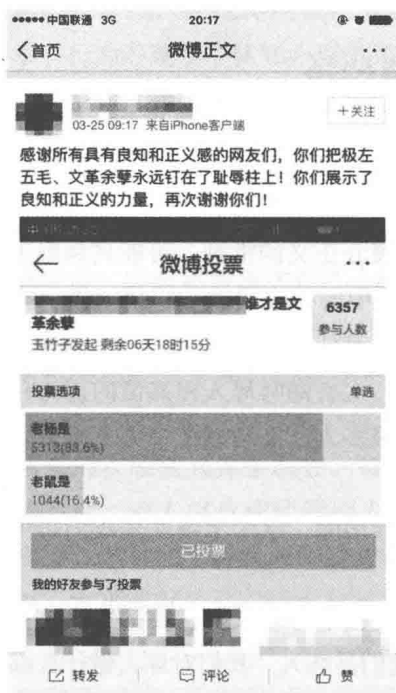 中国联通 3G 20:17
首页 微博正文 ...
+关注
03-25 09:17 来自iPhone客户端
感谢所有具有良知和正义感的网友们，你们把极左
五毛、文革余孽永远钉在了耻辱柱上！你们展示了
良知和正义的力量，再次谢谢你们！
微博投票 ...
谁才是文
革余孽
6357
参与人数
玉竹子发起 剩余06天18时15分
投票选项 单选
老杨是
5313(83.6%)
老鼠是
1044(16.4%)
已投票
我的好友参与了投票
转发 评论 赞